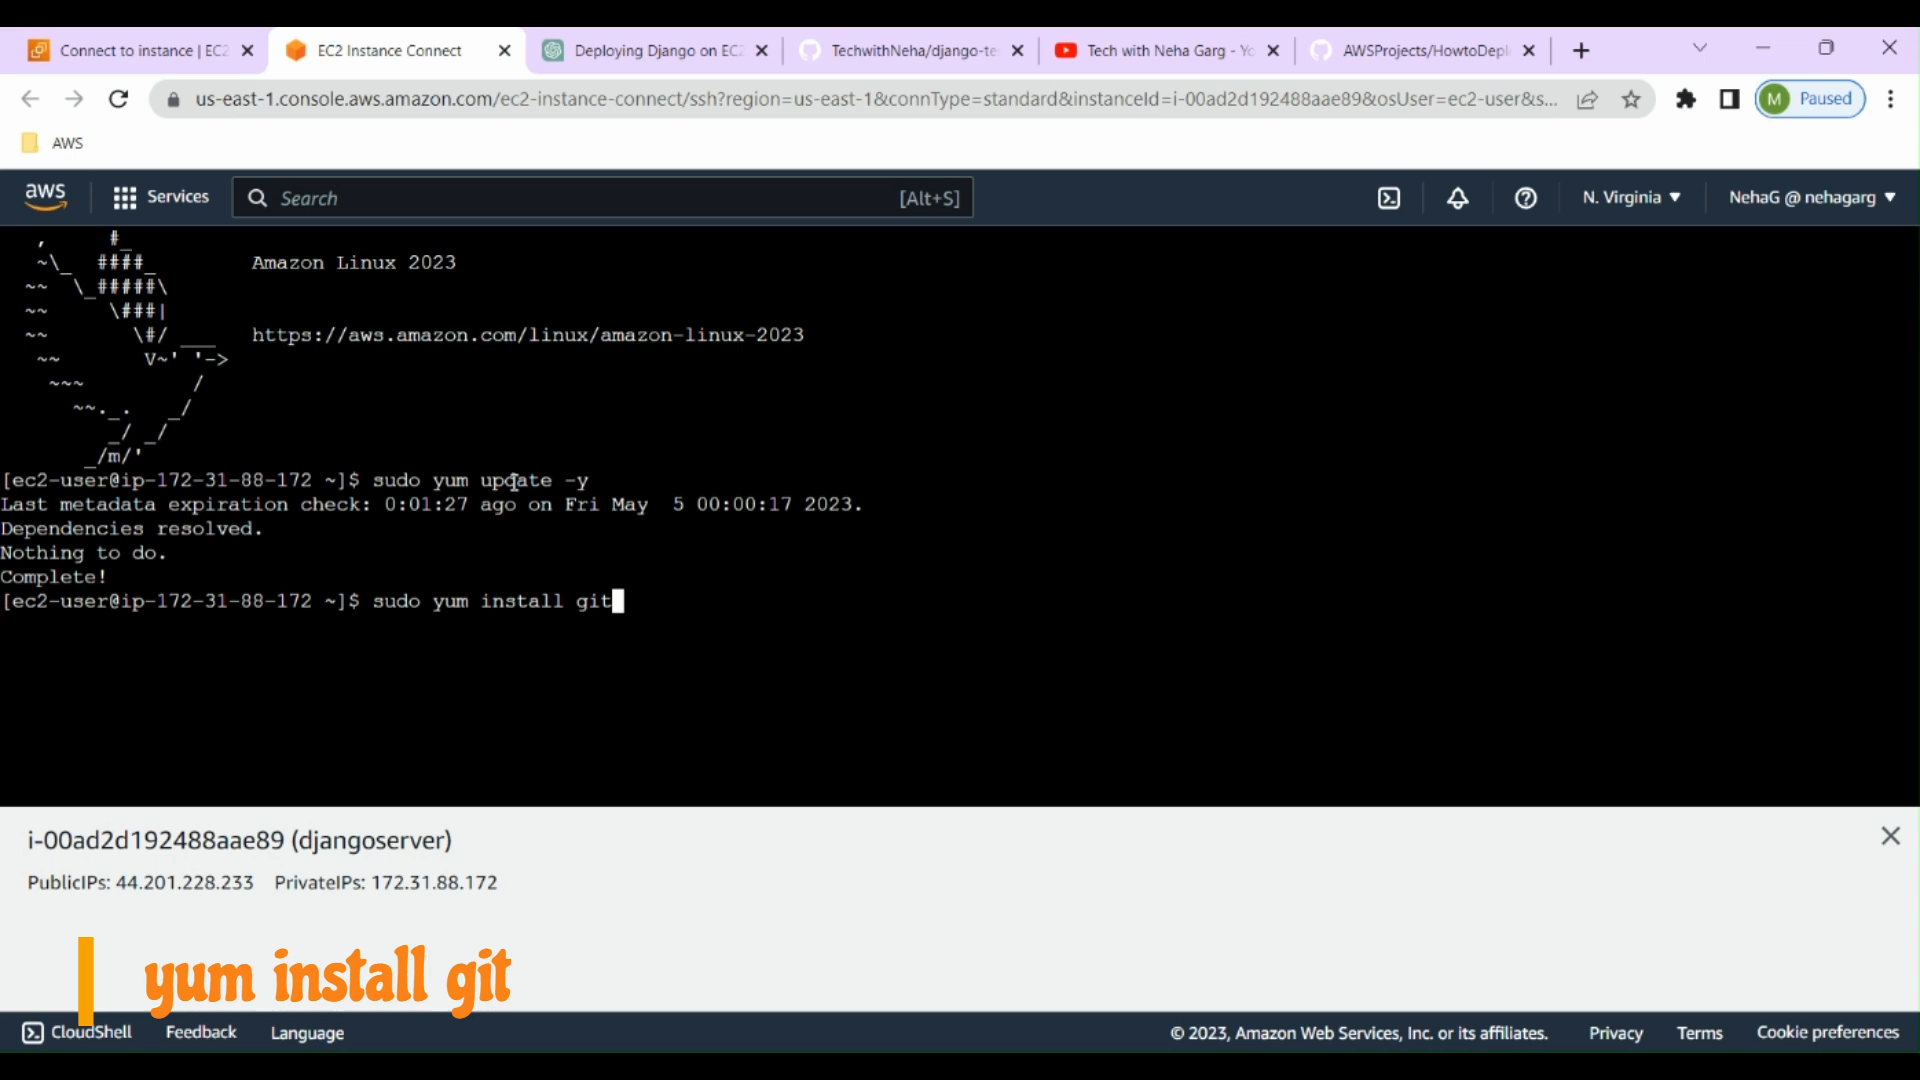 Connect to instance | EC2
EC2 Instance Connect
Deploying Django on EC2
TechwithNeha/django-te
Tech with Neha Garg - Yo
AWSProjects/HowtoDepl
us-east-1.console.aws.amazon.com/ec2-instance-connect/ssh?region=us-east-1&connType=standard&instanceId=i-00ad2d192488aae89&osUser=ec2-user&s...
M Paused
AWS
aws
Services
Search
[Alt+S]
N. Virginia
NehaG @ nehagarg
   ,     #_
   ~\_  ####_        Amazon Linux 2023
  ~~  \_#####\
  ~~     \###|
  ~~       \#/ ___   https://aws.amazon.com/linux/amazon-linux-2023
   ~~       V~' '->
    ~~~         /
      ~~._.   _/
         _/ _/
       _/m/'
[ec2-user@ip-172-31-88-172 ~]$ sudo yum update -y
Last metadata expiration check: 0:01:27 ago on Fri May  5 00:00:17 2023.
Dependencies resolved.
Nothing to do.
Complete!
[ec2-user@ip-172-31-88-172 ~]$ sudo yum install git
i-00ad2d192488aae89 (djangoserver)
PublicIPs: 44.201.228.233 PrivateIPs: 172.31.88.172
yum install git
CloudShell
Feedback
Language
© 2023, Amazon Web Services, Inc. or its affiliates.
Privacy
Terms
Cookie preferences